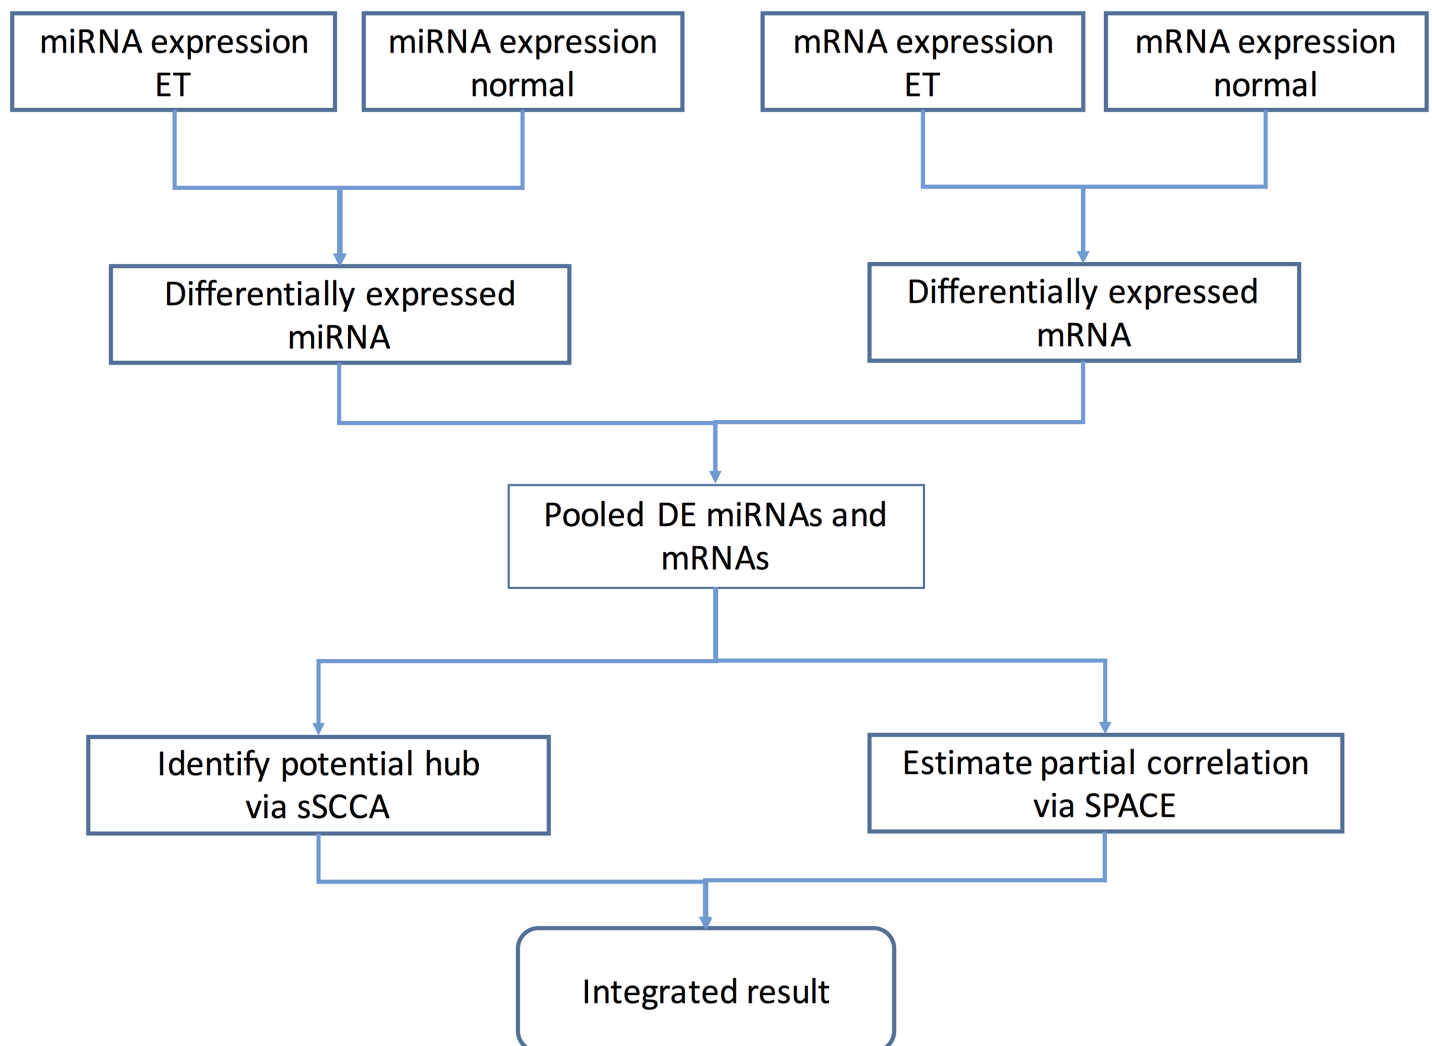 miRNA expression
ET
miRNA expression
normal
mRNA expression
ET
mRNA expression
normal
Differentially expressed
miRNA
Differentially expressed
mRNA
Pooled DE miRNAs and
mRNAs
Identify potential hub
via sSCCA
Estimate partial correlation
via SPACE
Integrated result